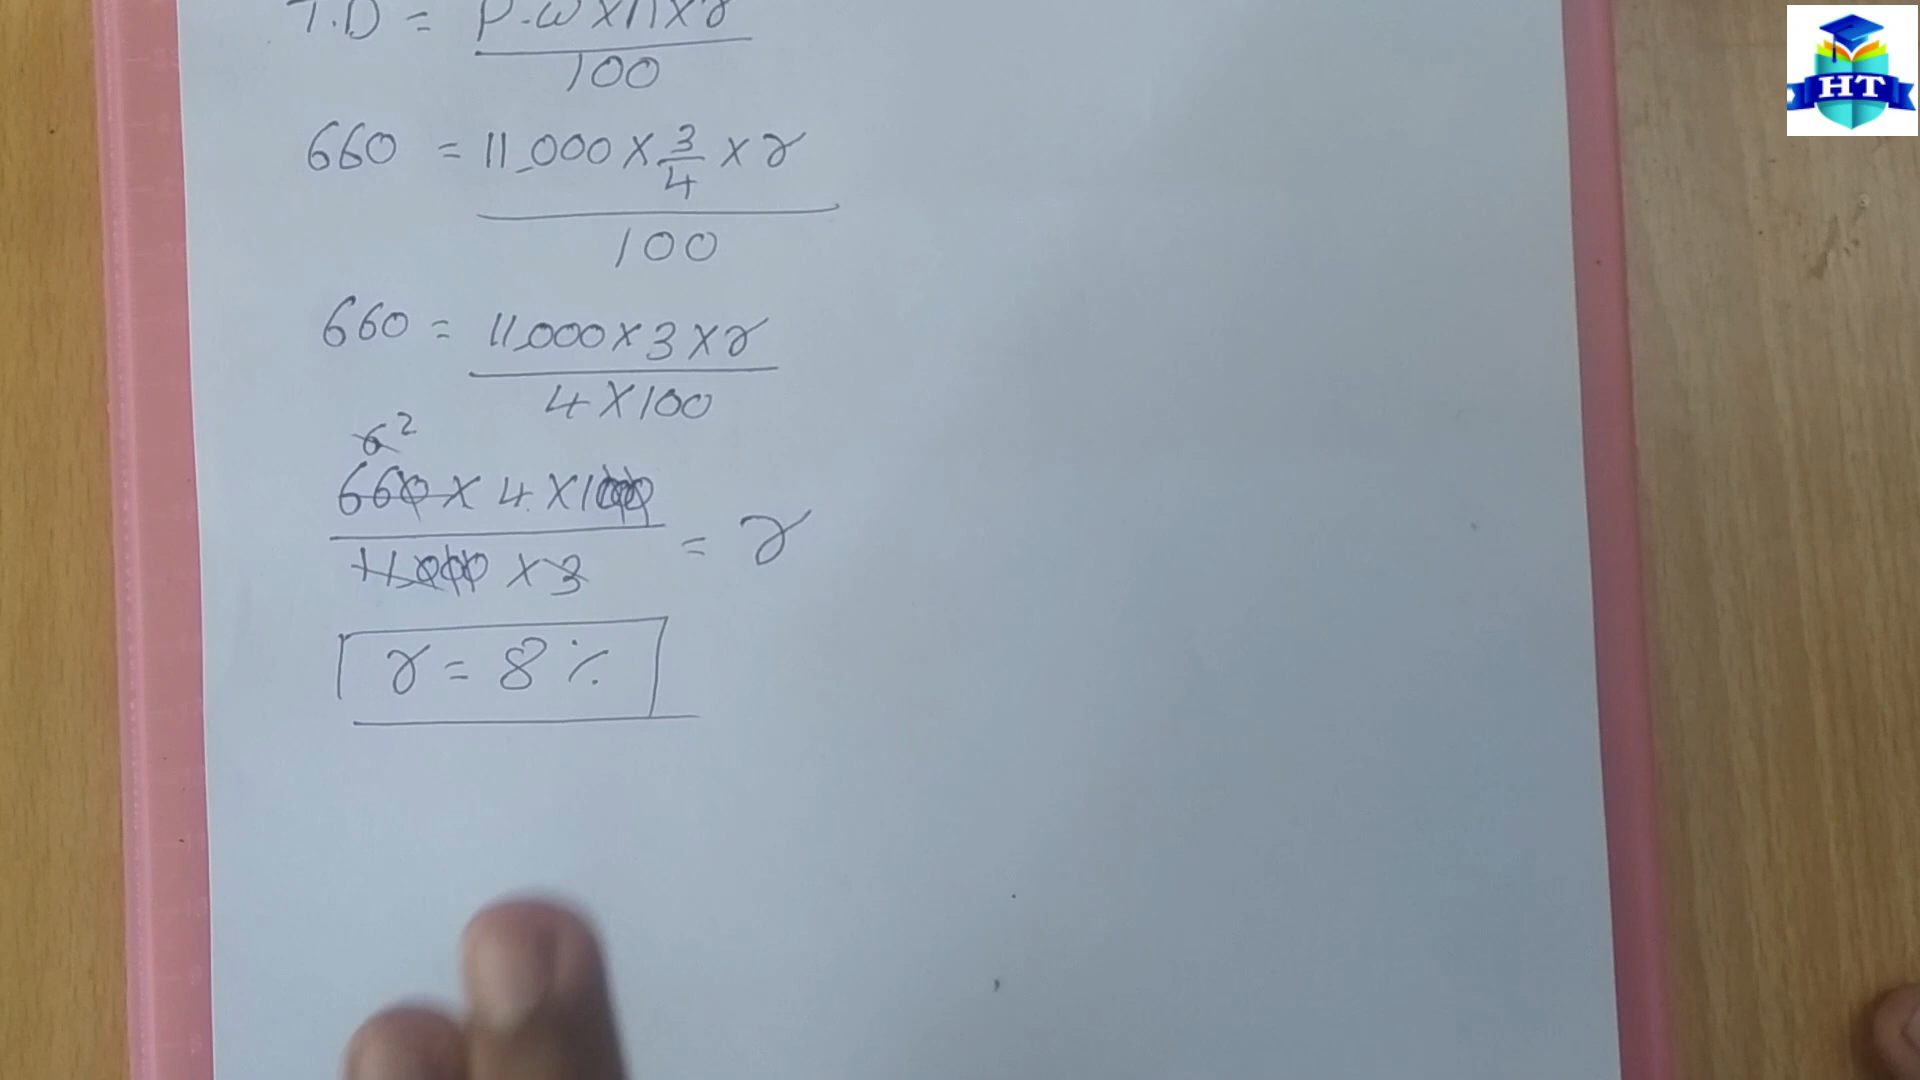 T.D = P.W x n x r
100
660 = 11,000 x 3/4 x r
100
660 = 11,000 x 3 x r
4 x 100
6 2
660 x 4 x 100
11,000 x 3
= r
r = 8%
HT